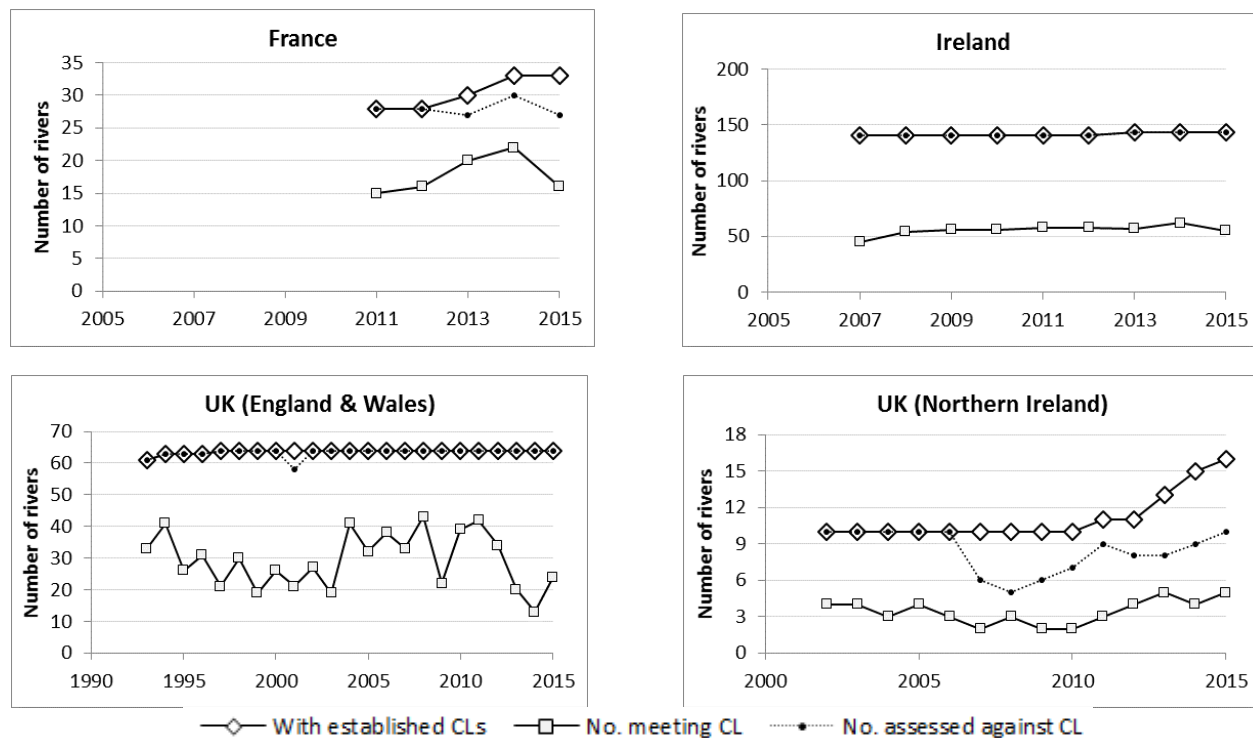 France
Number of rivers
35
30
25
20
15
10
5
0
2005 2007 2009 2011 2013 2015
Ireland
Number of rivers
200
150
100
50
0
2005 2007 2009 2011 2013 2015
UK (England & Wales)
Number of rivers
70
60
50
40
30
20
10
0
1990 1995 2000 2005 2010 2015
UK (Northern Ireland)
Number of rivers
18
15
12
9
6
3
0
2000 2005 2010 2015
With established CLs No. meeting CL No. assessed against CL